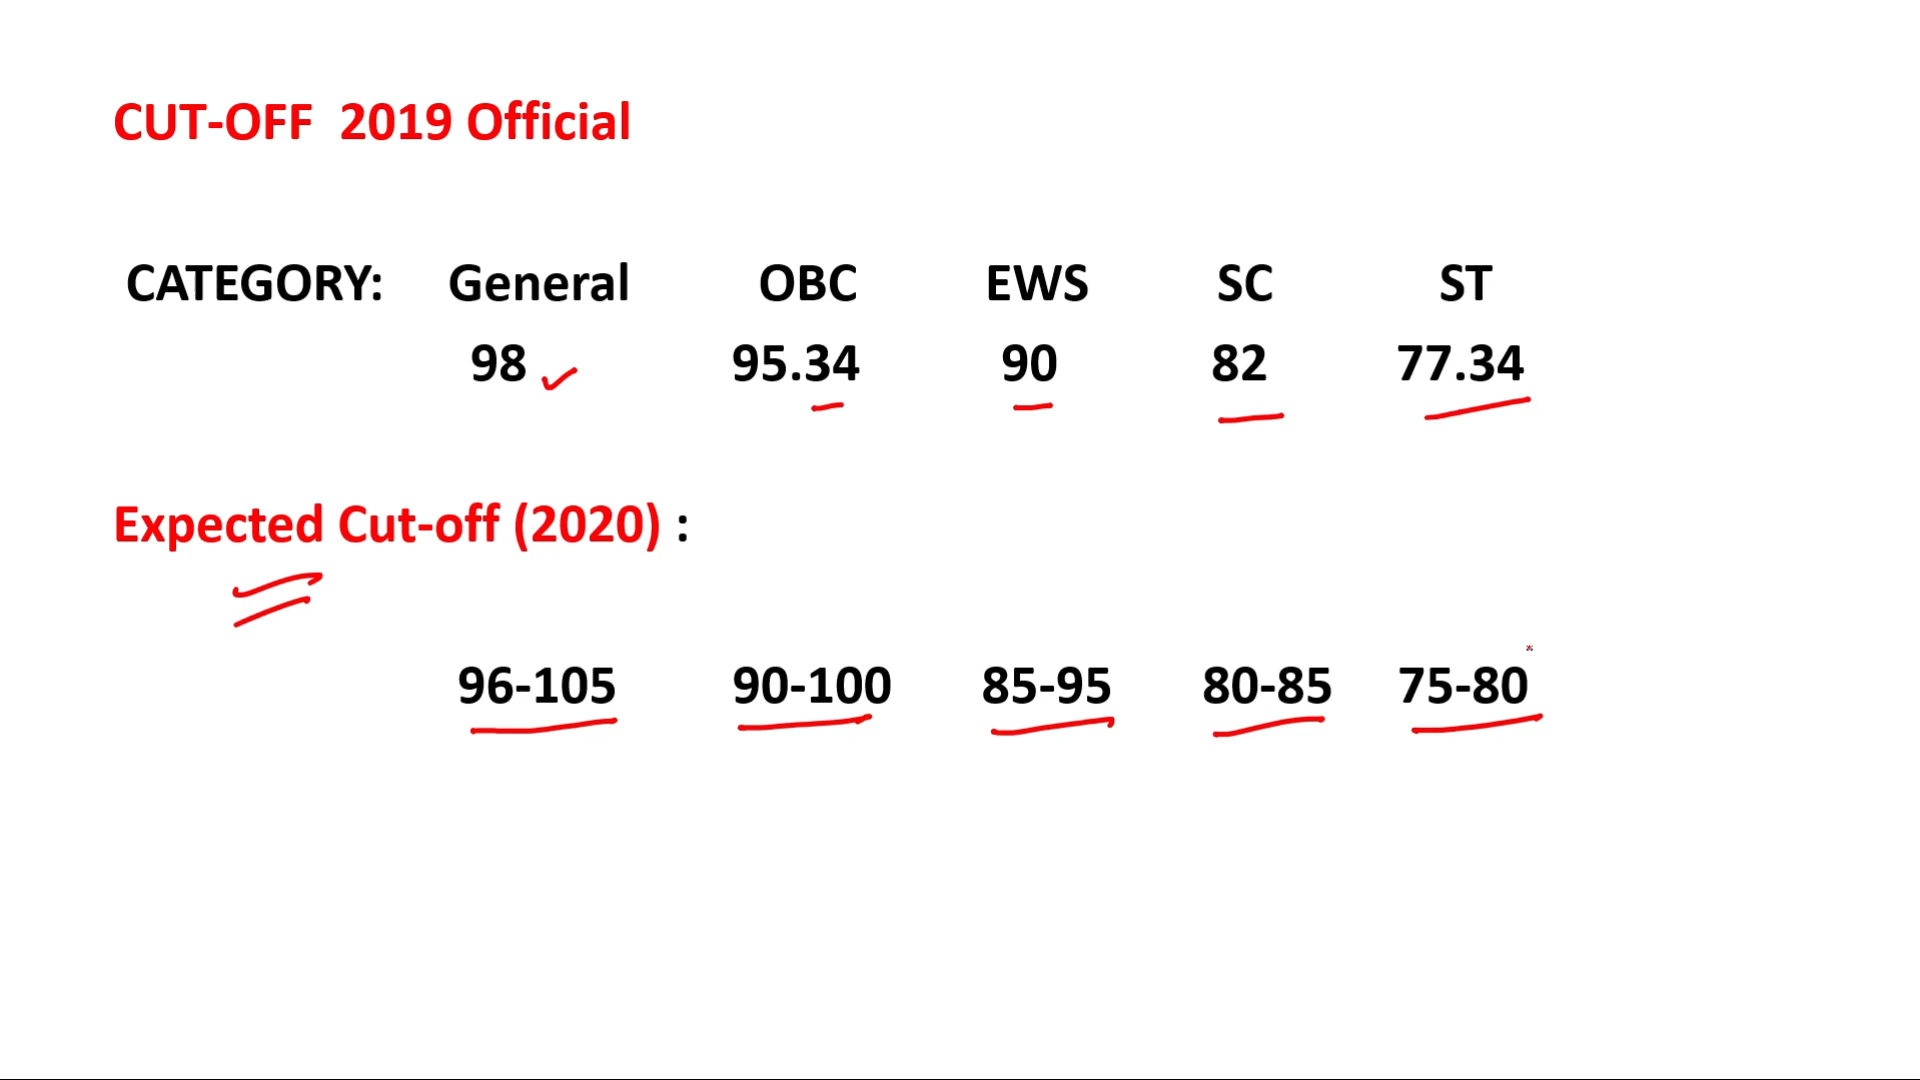 CUT-OFF 2019 Official
CATEGORY: General OBC EWS SC ST
98 95.34 90 82 77.34
Expected Cut-off (2020) :
96-105 90-100 85-95 80-85 75-80